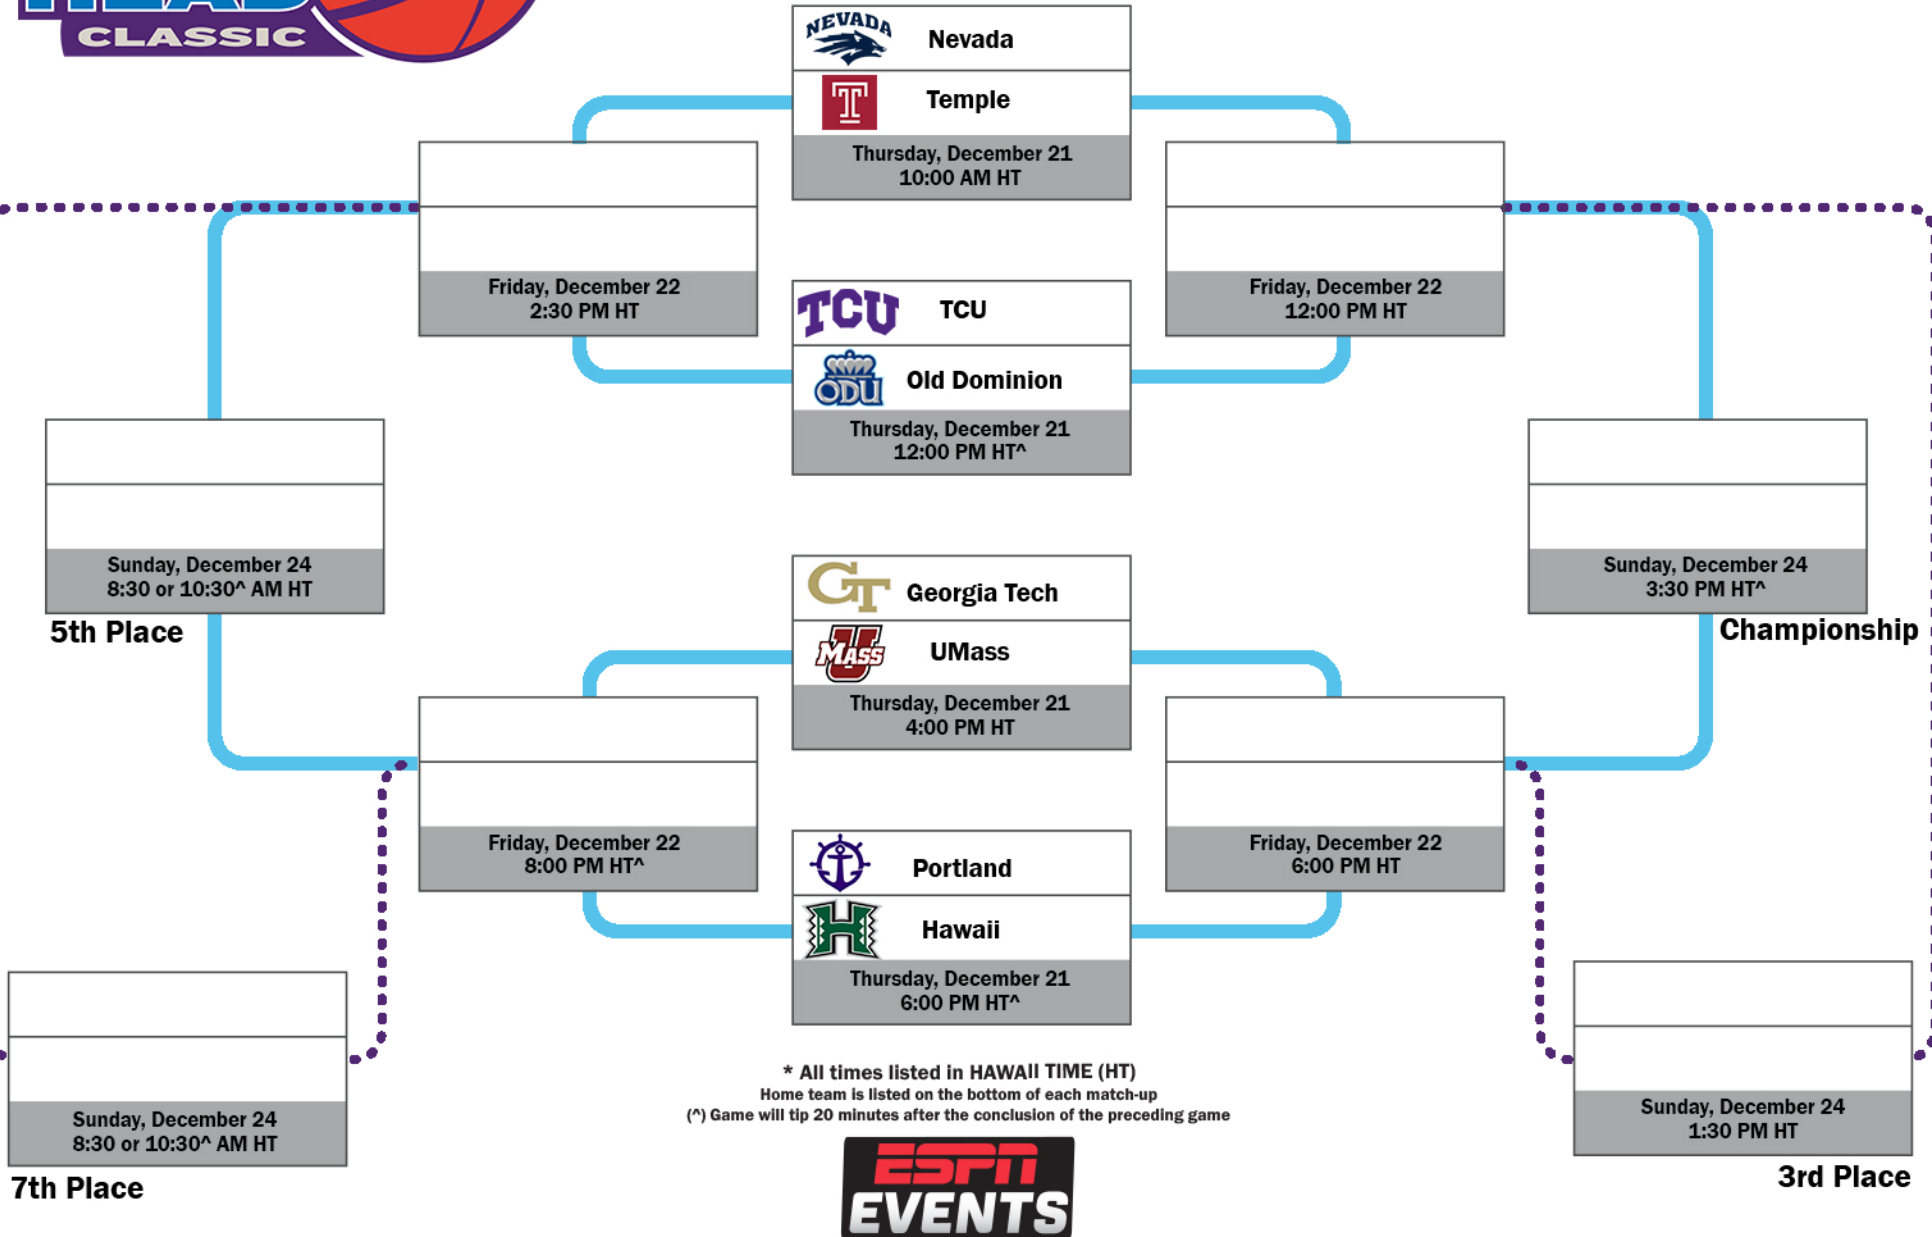 HEAD
CLASSIC
NEVADA
Nevada
T
Temple
Thursday, December 21
10:00 AM HT
Friday, December 22
2:30 PM HT
Friday, December 22
12:00 PM HT
TCU
TCU
ODU
Old Dominion
Thursday, December 21
12:00 PM HT^
Sunday, December 24
8:30 or 10:30^ AM HT
5th Place
Sunday, December 24
3:30 PM HT^
Championship
GT
Georgia Tech
U
MASS
UMass
Thursday, December 21
4:00 PM HT
Friday, December 22
8:00 PM HT^
Friday, December 22
6:00 PM HT
Portland
H
Hawaii
Thursday, December 21
6:00 PM HT^
Sunday, December 24
8:30 or 10:30^ AM HT
7th Place
Sunday, December 24
1:30 PM HT
3rd Place
* All times listed in HAWAII TIME (HT)
Home team is listed on the bottom of each match-up
(^) Game will tip 20 minutes after the conclusion of the preceding game
ESPN
EVENTS